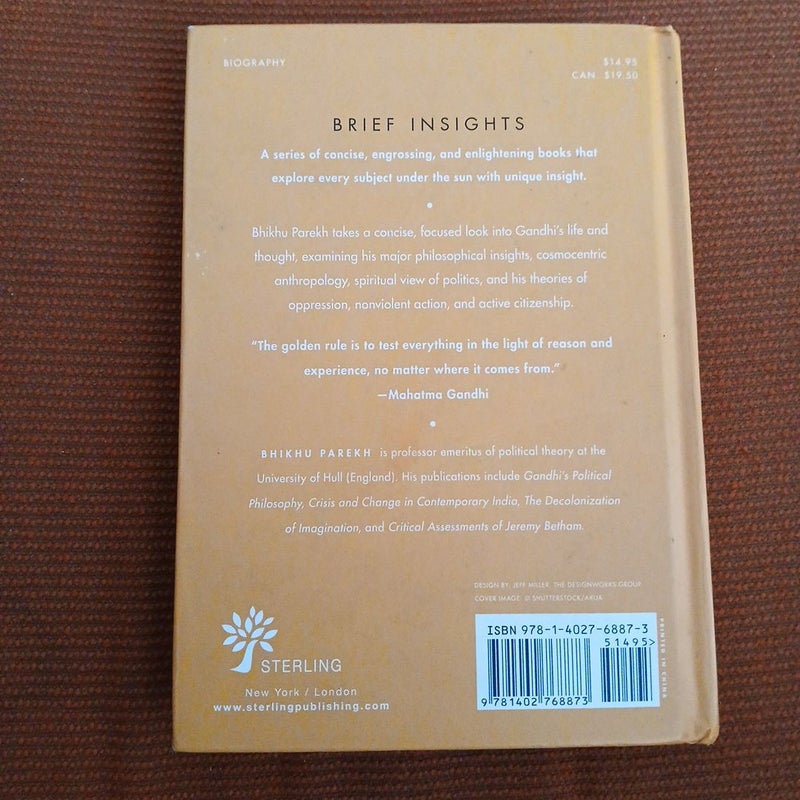 BIOGRAPHY
$14.95
CAN $19.50
BRIEF INSIGHTS
A series of concise, engrossing, and enlightening books that
explore every subject under the sun with unique insight.
Bhikhu Parekh takes a concise, focused look into Gandhi's life and
thought, examining his major philosophical insights, cosmocentric
anthropology, spiritual view of politics, and his theories of
oppression, nonviolent action, and active citizenship.
"The golden rule is to test everything in the light of reason and
experience, no matter where it comes from."
—Mahatma Gandhi
BHIKHU PAREKH is professor emeritus of political theory at the
University of Hull (England). His publications include Gandhi's Political
Philosophy, Crisis and Change in Contemporary India, The Decolonization
of Imagination, and Critical Assessments of Jeremy Betham.
DESIGN BY: JEFF MILLER, THE DESIGNWORKS GROUP
COVER IMAGE: © SHUTTERSTOCK/AKUA
ISBN 978-1-4027-6887-3
51495>
9 781402 768873
PRINTED IN CHINA
STERLING
New York / London
www.sterlingpublishing.com